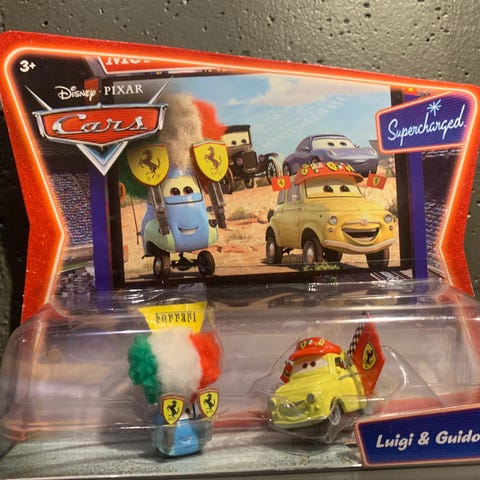 3+
Disney · PIXAR
Cars
Supercharged
Ferrari
Luigi & Guido